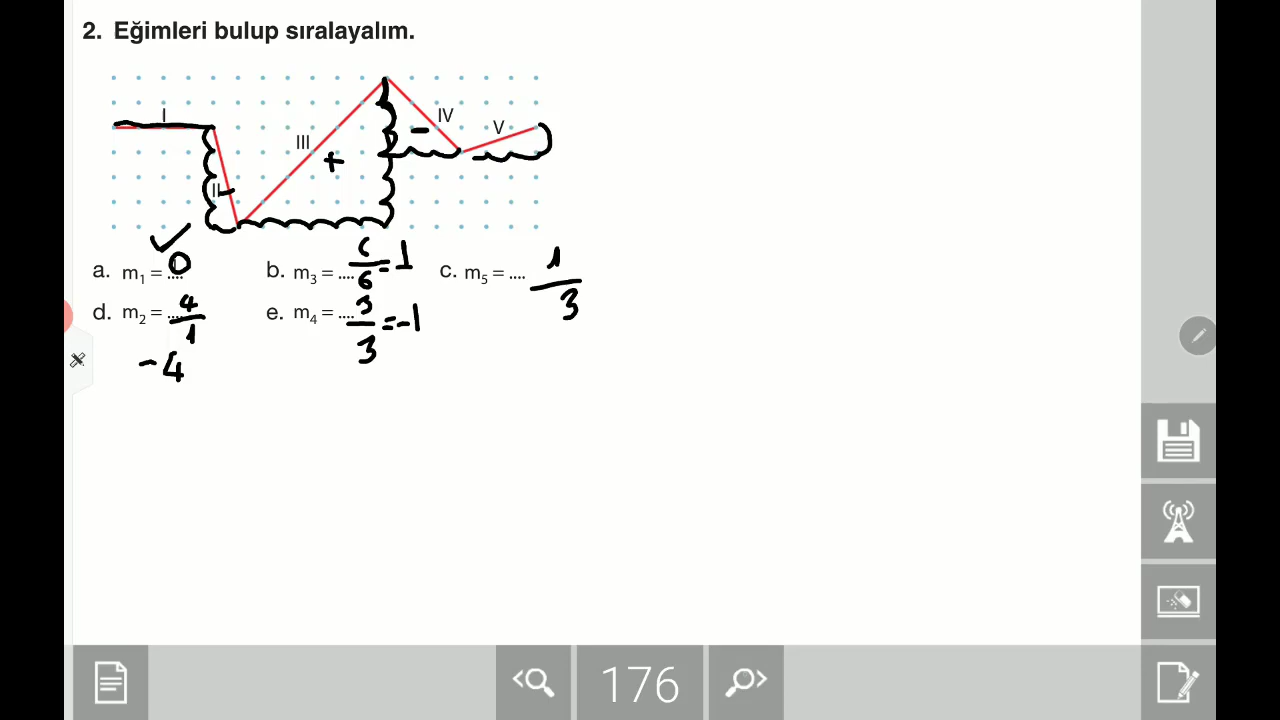 2. Eğimleri bulup sıralayalım.
I
IV
V
III
+
−
II −
a. m₁ = .... 0
b. m₃ = .... 6/6 = 1
c. m₅ = .... 1/3
d. m₂ = .... 4/1
e. m₄ = .... 3/3 = -1
-4
176